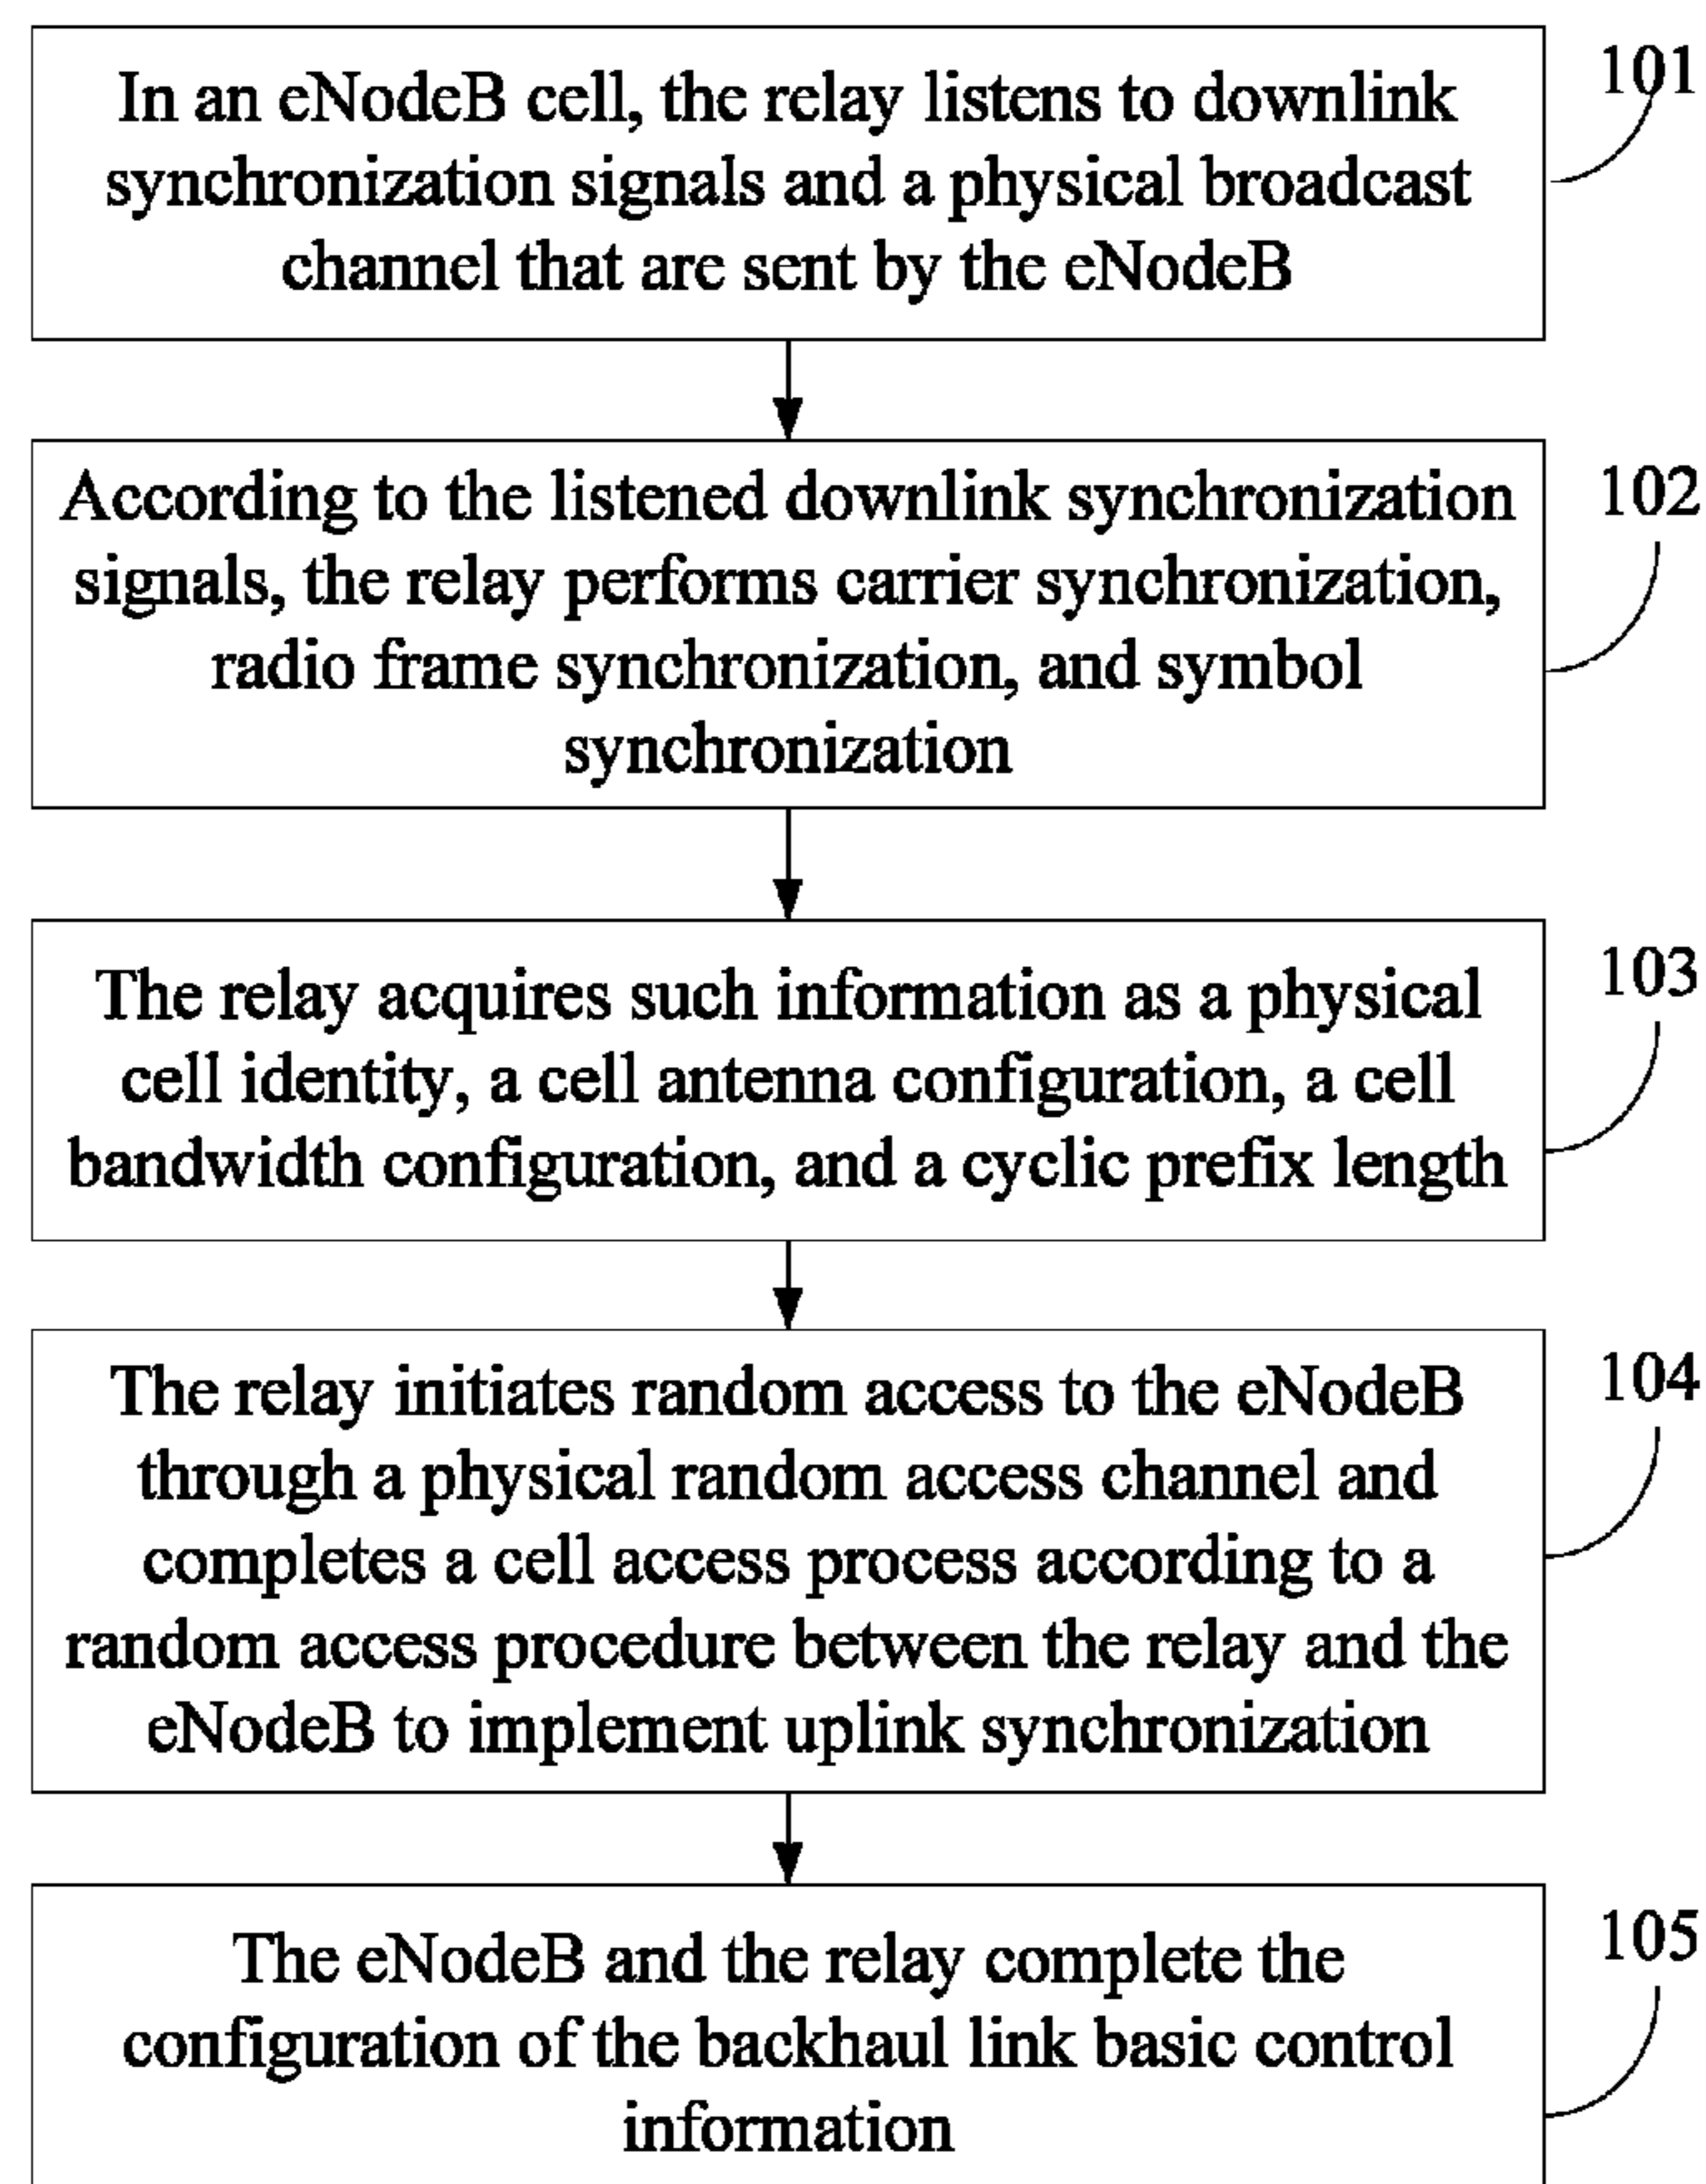 In an eNodeB cell, the relay listens to downlink
synchronization signals and a physical broadcast
channel that are sent by the eNodeB
101
According to the listened downlink synchronization
signals, the relay performs carrier synchronization,
radio frame synchronization, and symbol
synchronization
102
The relay acquires such information as a physical
cell identity, a cell antenna configuration, a cell
bandwidth configuration, and a cyclic prefix length
103
The relay initiates random access to the eNodeB
through a physical random access channel and
completes a cell access process according to a
random access procedure between the relay and the
eNodeB to implement uplink synchronization
104
The eNodeB and the relay complete the
configuration of the backhaul link basic control
information
105